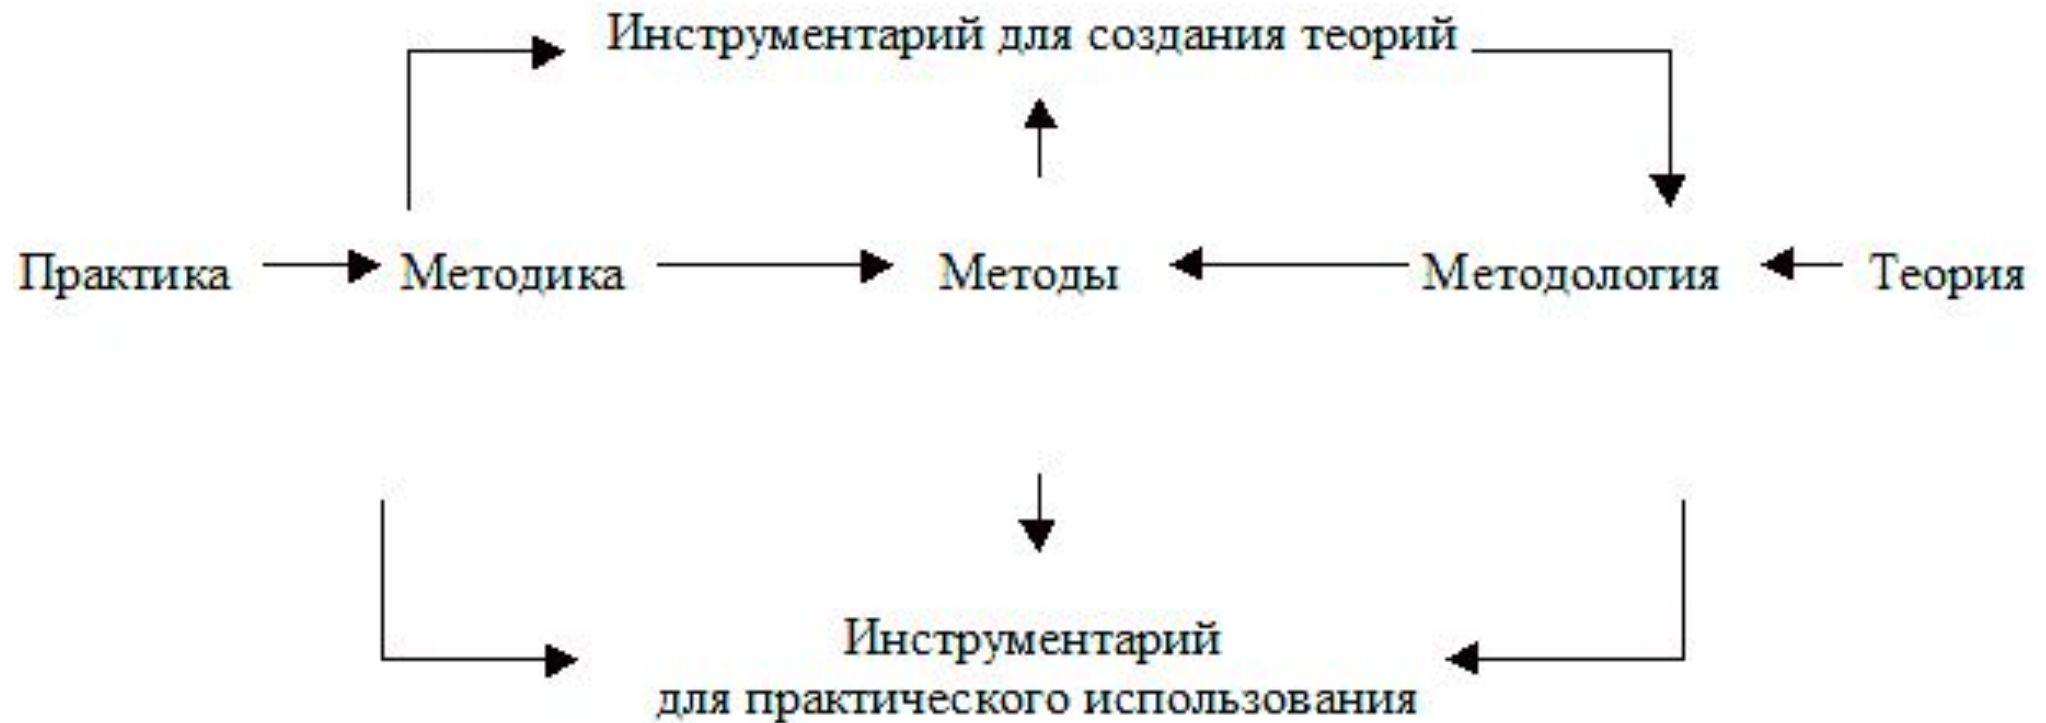 Инструментарий для создания теорий
Практика Методика Методы Методология Теория
Инструментарий
для практического использования